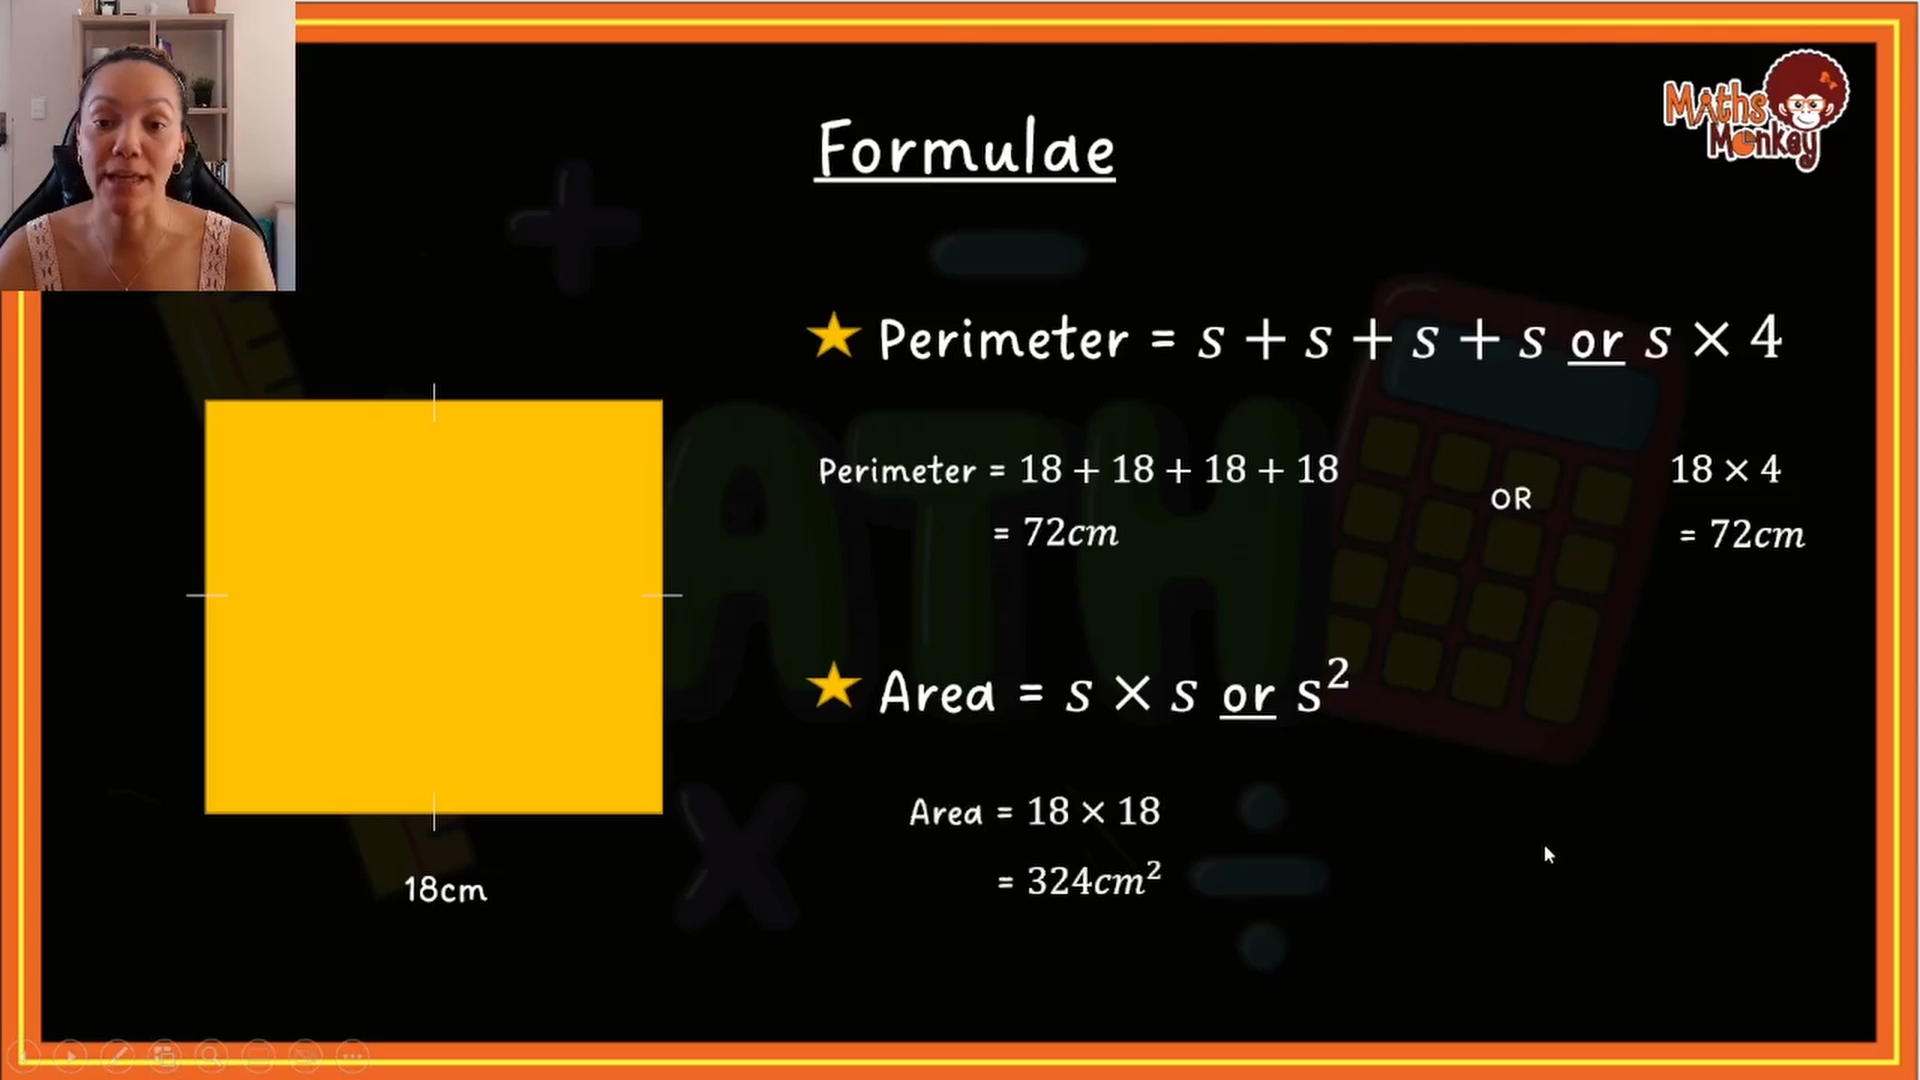 Maths
Monkey
Formulae
Perimeter = s + s + s + s or s × 4
Perimeter = 18 + 18 + 18 + 18
= 72cm
OR
18 × 4
= 72cm
Area = s × s or s²
Area = 18 × 18
= 324cm²
18cm
MATH